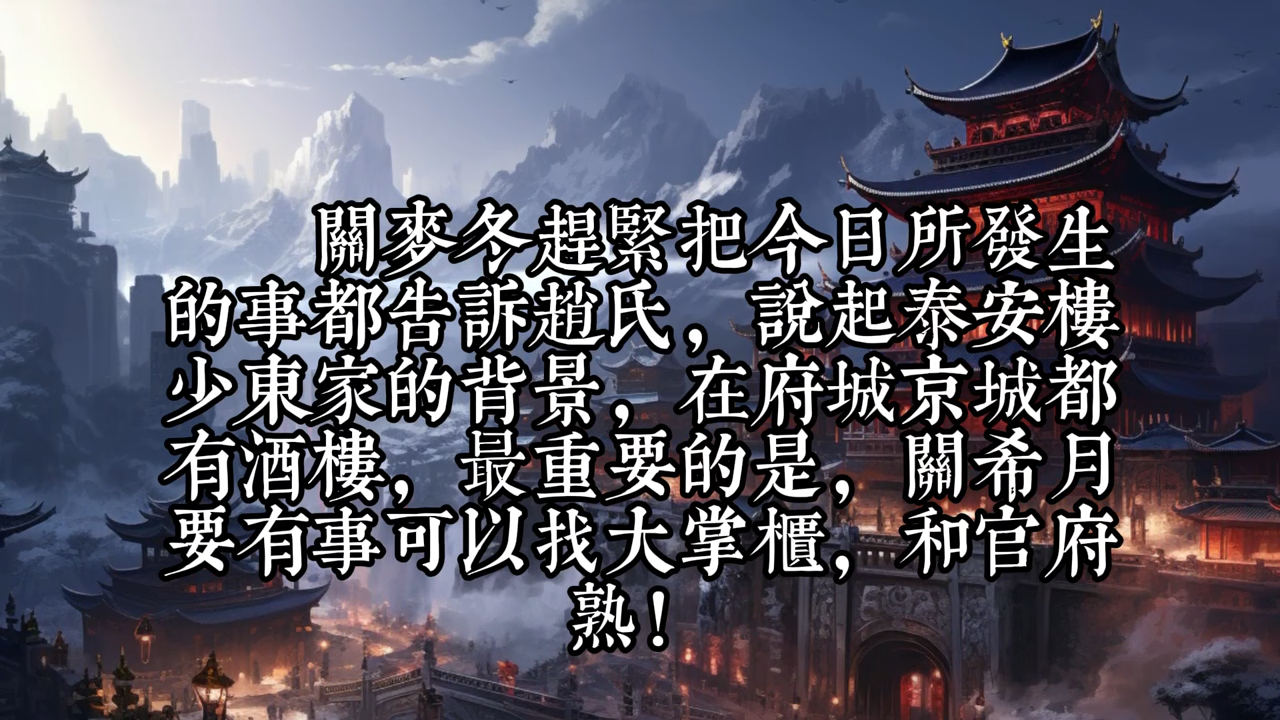 關麥冬趕緊把今日所發生
的事都告訴趙氏，說起泰安樓
少東家的背景，在府城京城都
有酒樓，最重要的是，關希月
要有事可以找大掌櫃，和官府
熟！